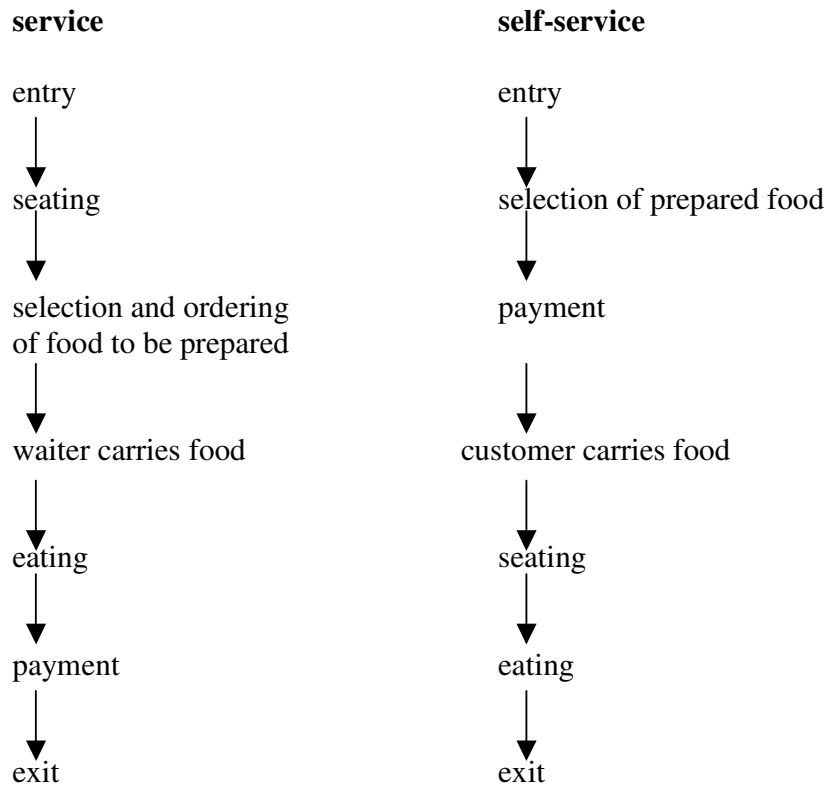 service
entry
seating
selection and ordering
of food to be prepared
waiter carries food
eating
payment
exit
self-service
entry
selection of prepared food
payment
customer carries food
seating
eating
exit